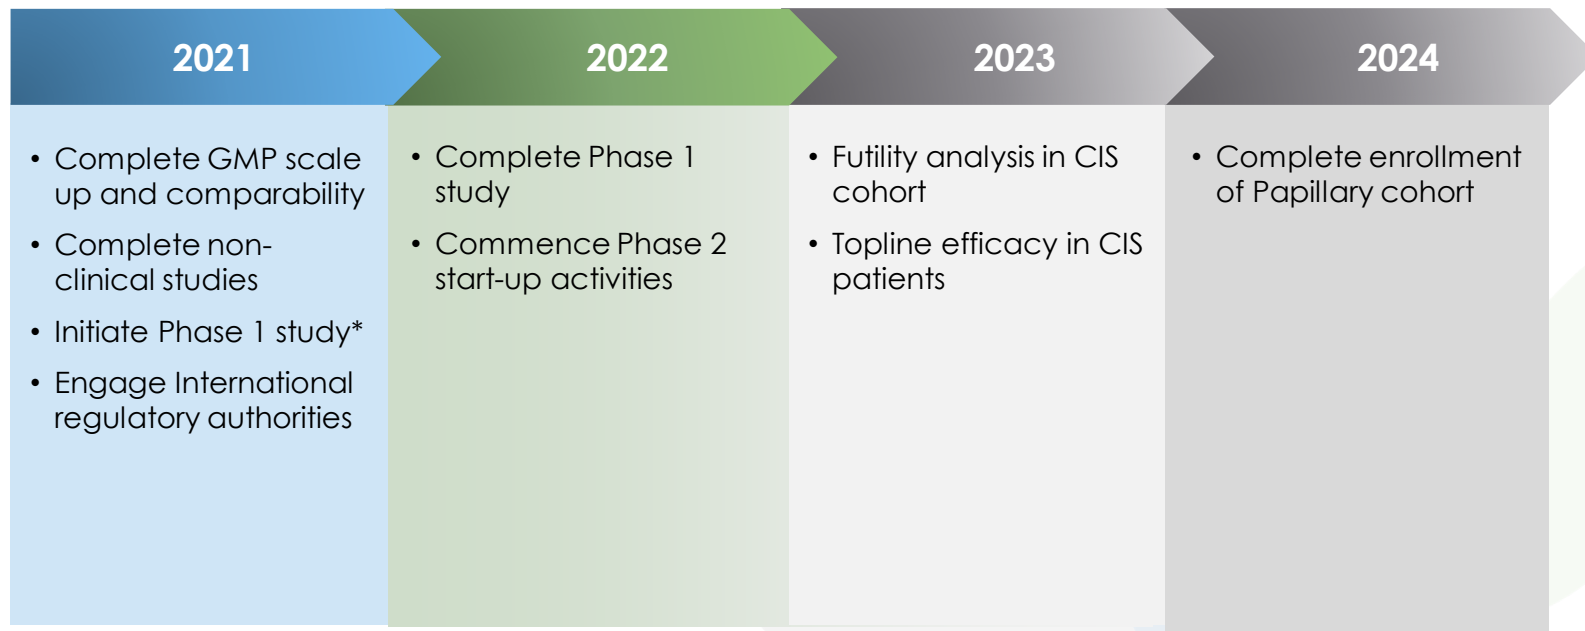 2021
• Complete GMP scale
up and comparability
• Complete non-
clinical studies
• Initiate Phase 1 study*
• Engage International
regulatory authorities
2022
• Complete Phase 1
study
• Commence Phase 2
start-up activities
2023
• Futility analysis in CIS
cohort
• Topline efficacy in CIS
patients
2024
• Complete enrollment
of Papillary cohort